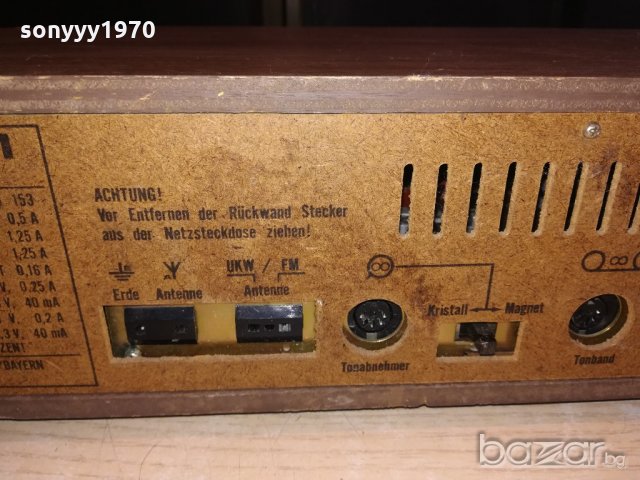 sonyyy1970
153
0,5 A
1,25 A
1,25 A
0,16 A
V, 0,25 A
V, 40 mA
V, 0,2 A
,3 V, 40 mA
ZENT
/BAYERN
ACHTUNG!
Vor Entfernen der Rückwand Stecker
aus der Netzsteckdose ziehen!
Erde Antenne
UKW / FM
Antenne
Tonabnehmer
Kristall Magnet
Tonband
bazar.bg